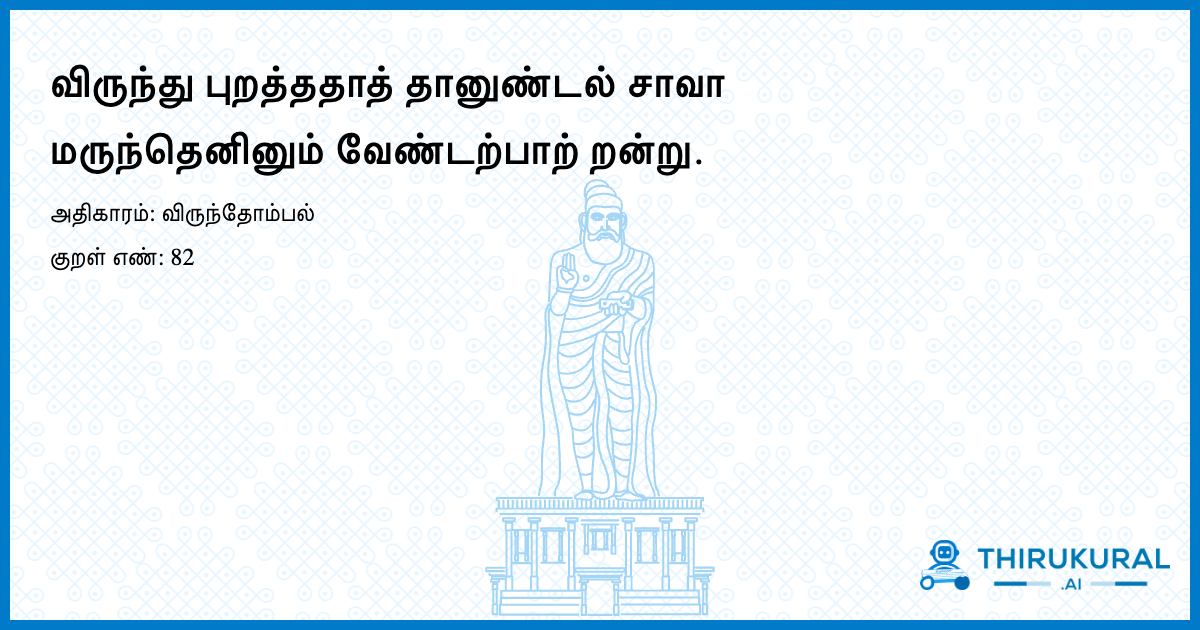 விருந்து புறத்ததாத் தானுண்டல் சாவா
மருந்தெனினும் வேண்டற்பாற் றன்று.
அதிகாரம்: விருந்தோம்பல்
குறள் எண்: 82
THIRUKURAL
.AI